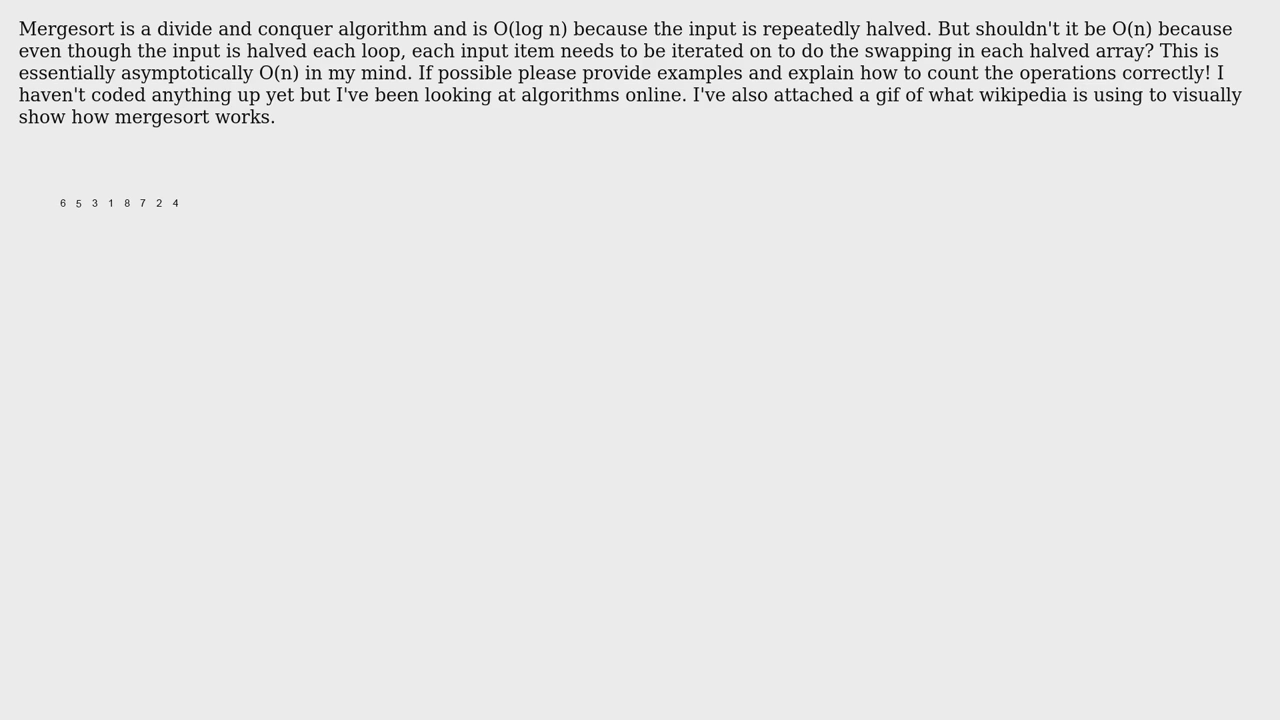 Mergesort is a divide and conquer algorithm and is O(log n) because the input is repeatedly halved. But shouldn't it be O(n) because
even though the input is halved each loop, each input item needs to be iterated on to do the swapping in each halved array? This is
essentially asymptotically O(n) in my mind. If possible please provide examples and explain how to count the operations correctly! I
haven't coded anything up yet but I've been looking at algorithms online. I've also attached a gif of what wikipedia is using to visually
show how mergesort works.
6 5 3 1 8 7 2 4